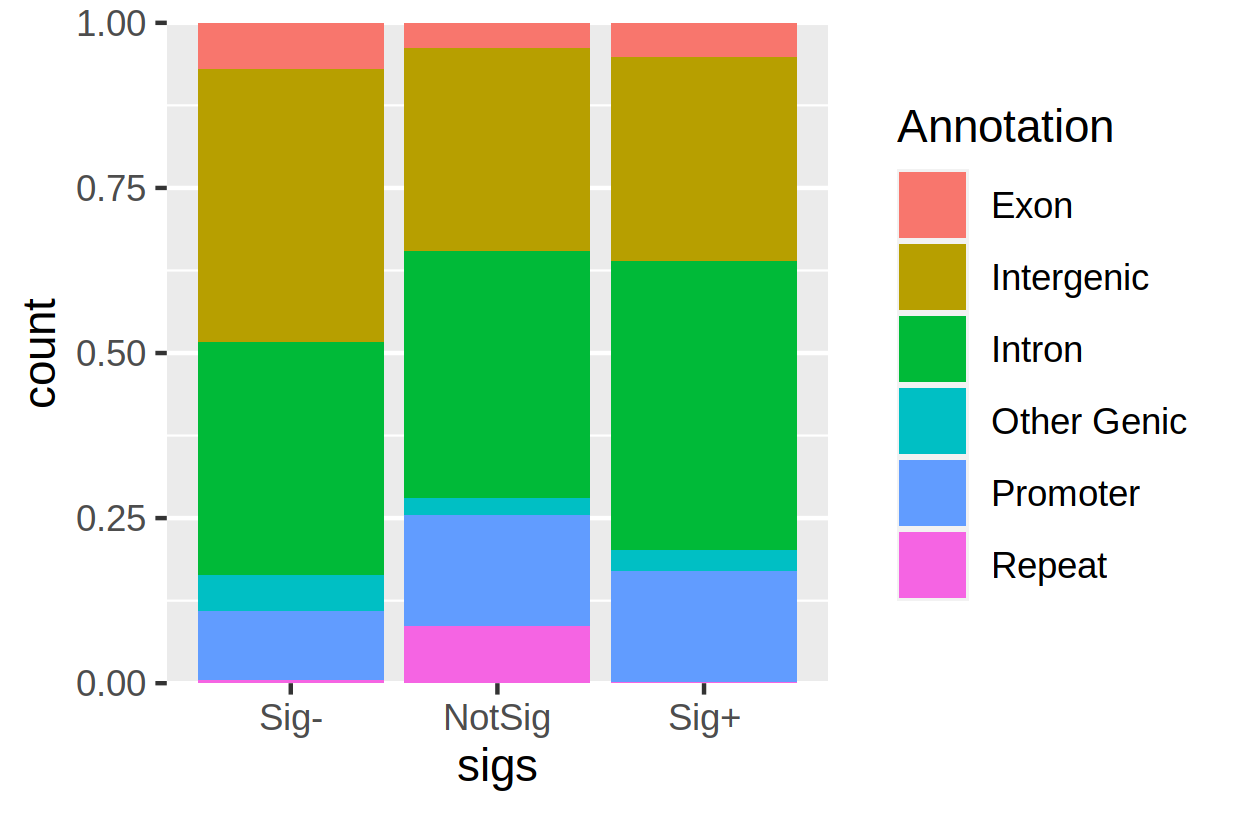 1.00
0.75
0.50
0.25
0.00
count
Sig-
NotSig
Sig+
sigs
Annotation
Exon
Intergenic
Intron
Other Genic
Promoter
Repeat